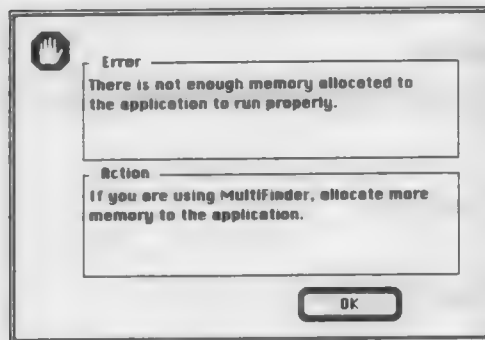 Error
There is not enough memory allocated to
the application to run properly.
Action
If you are using MultiFinder, allocate more
memory to the application.
OK